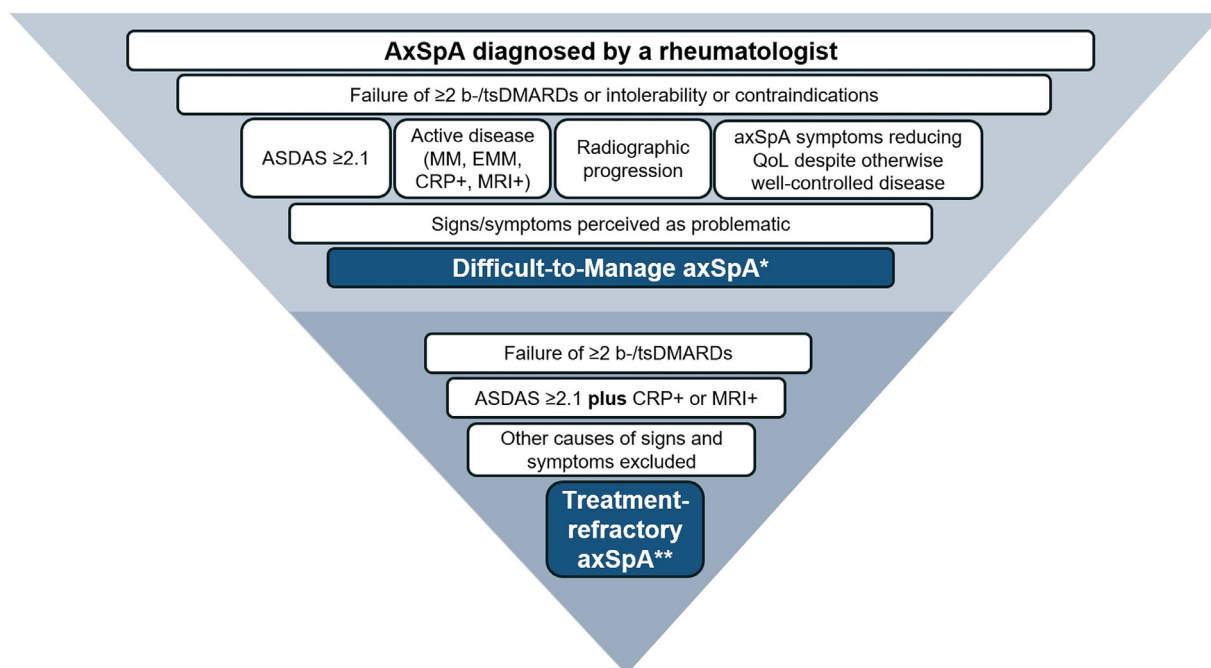 AxSpA diagnosed by a rheumatologist
Failure of ≥2 b-/tsDMARDs or intolerability or contraindications
ASDAS ≥2.1
Active disease
(MM, EMM,
CRP+, MRI+)
Radiographic
progression
axSpA symptoms reducing
QoL despite otherwise
well-controlled disease
Signs/symptoms perceived as problematic
Difficult-to-Manage axSpA*
Failure of ≥2 b-/tsDMARDs
ASDAS ≥2.1 plus CRP+ or MRI+
Other causes of signs and
symptoms excluded
Treatment-
refractory
axSpA**